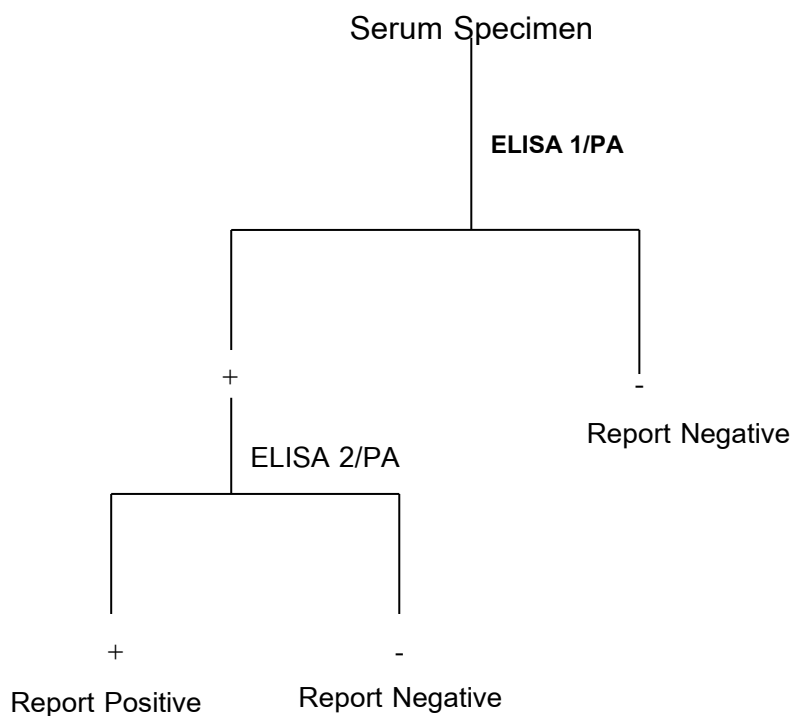 Serum Specimen
ELISA 1/PA
+
-
Report Negative
ELISA 2/PA
+
-
Report Positive
Report Negative